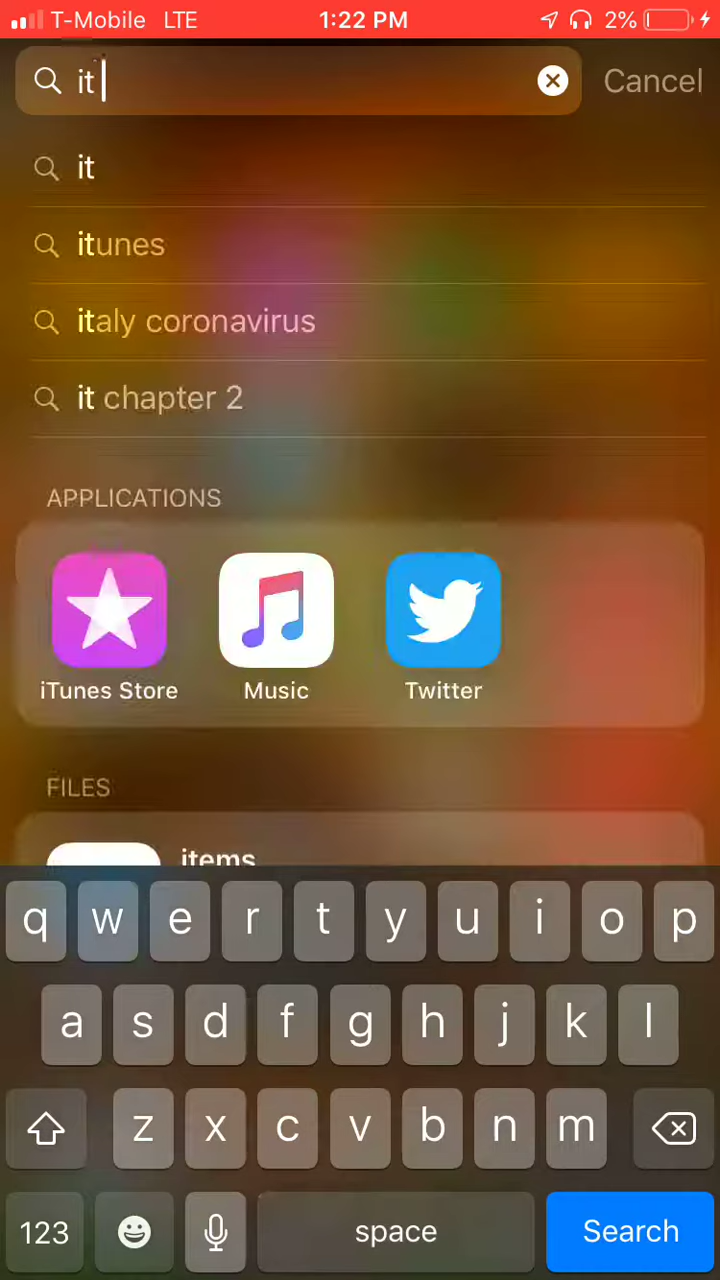 T-Mobile LTE 1:22 PM 2%
it Cancel
it
itunes
italy coronavirus
it chapter 2
APPLICATIONS
iTunes Store Music Twitter
FILES
items
q w e r t y u i o p
a s d f g h j k l
z x c v b n m
123 space Search